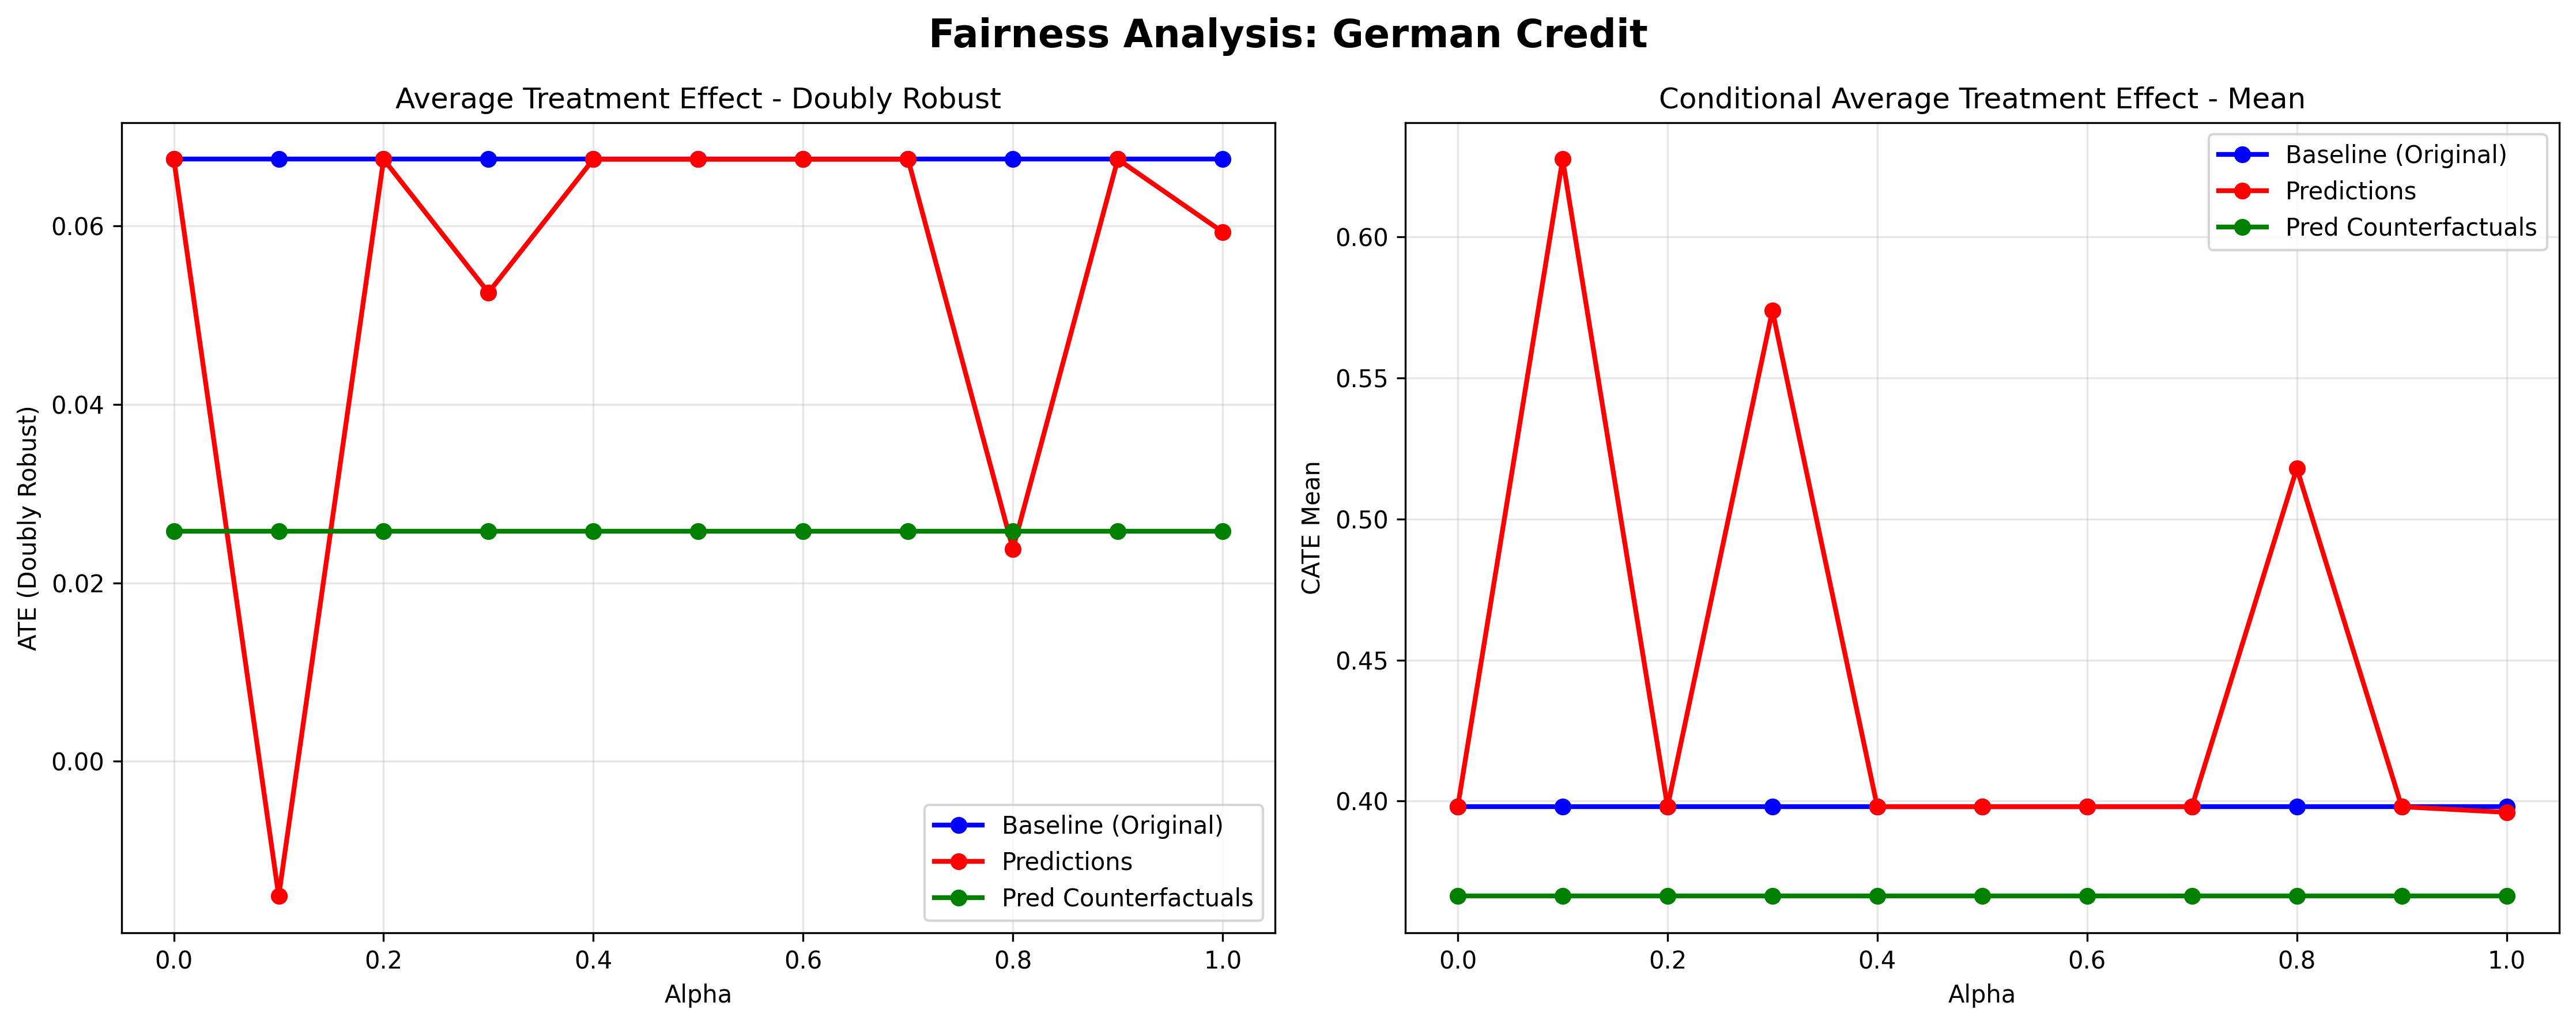 Fairness Analysis: German Credit
Average Treatment Effect - Doubly Robust
ATE (Doubly Robust)
0.06
0.04
0.02
0.00
Baseline (Original)
Predictions
Pred Counterfactuals
0.0 0.2 0.4 0.6 0.8 1.0
Alpha
Conditional Average Treatment Effect - Mean
CATE Mean
0.60
0.55
0.50
0.45
0.40
Baseline (Original)
Predictions
Pred Counterfactuals
0.0 0.2 0.4 0.6 0.8 1.0
Alpha